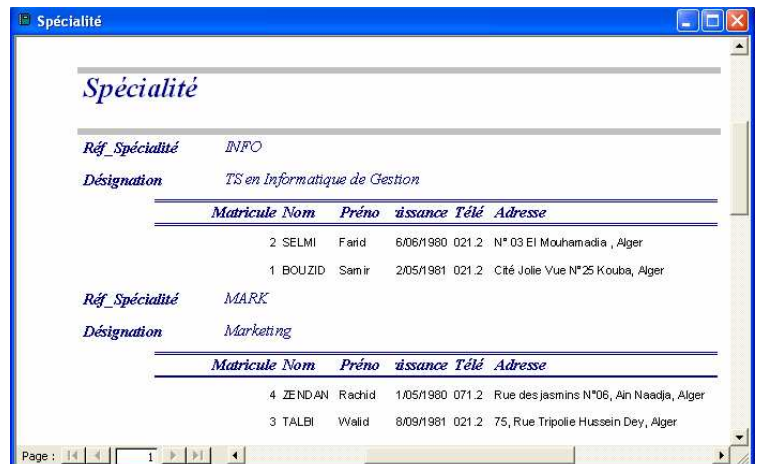 Spécialité
Spécialité
Réf_Spécialité INFO
Désignation TS en Informatique de Gestion
Matricule Nom Préno iissance Télé Adresse
2 SELMI Farid 6/06/1980 021.2 N° 03 El Mouhamadia , Alger
1 BOUZID Samir 2/05/1981 021.2 Cité Jolie Vue N°25 Kouba, Alger
Réf_Spécialité MARK
Désignation Marketing
Matricule Nom Préno iissance Télé Adresse
4 ZENDAN Rachid 1/05/1980 071.2 Rue des jasmins N°06, Ain Naadja, Alger
3 TALBI Walid 8/09/1981 021.2 75, Rue Tripolie Hussein Dey, Alger
Page : 1